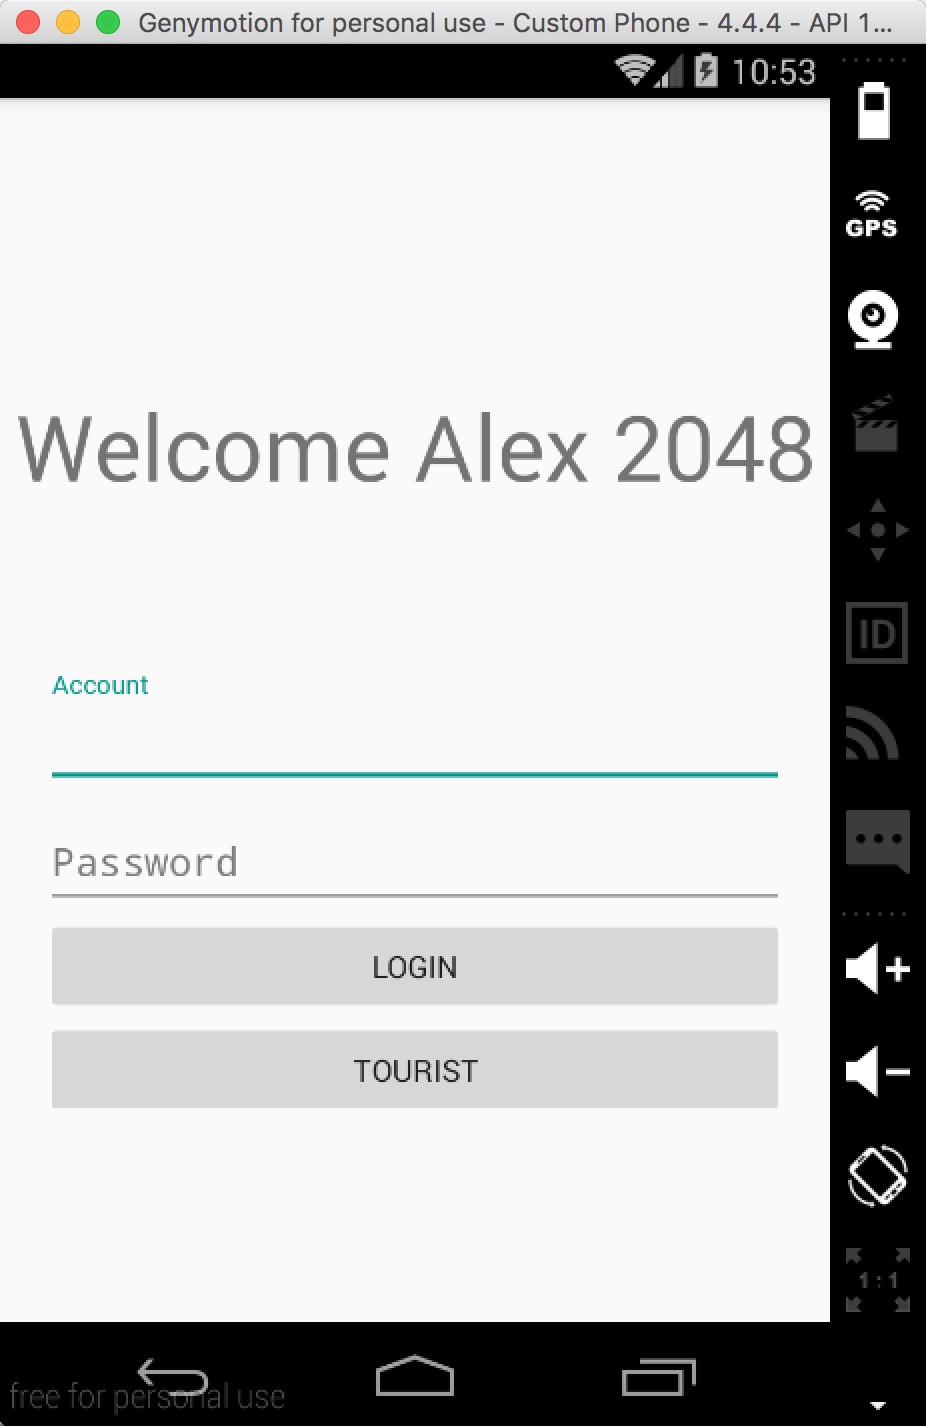 Genymotion for personal use - Custom Phone - 4.4.4 - API 1...
10:53
GPS
Welcome Alex 2048
ID
Account
Password
LOGIN
TOURIST
1:1
free for personal use